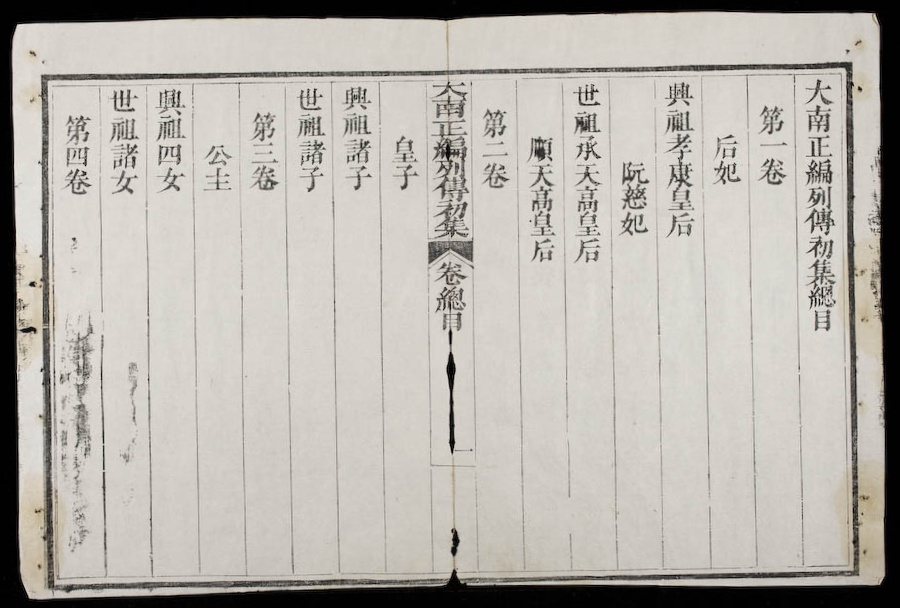 大南正編列傳初集總目
第一卷
后妃
興祖孝康皇后
阮慈妃
世祖承天高皇后
順天高皇后
第二卷
大南正編列傳初集 卷總目 一
皇子
興祖諸子
世祖諸子
第三卷
公主
興祖四女
世祖諸女
第四卷